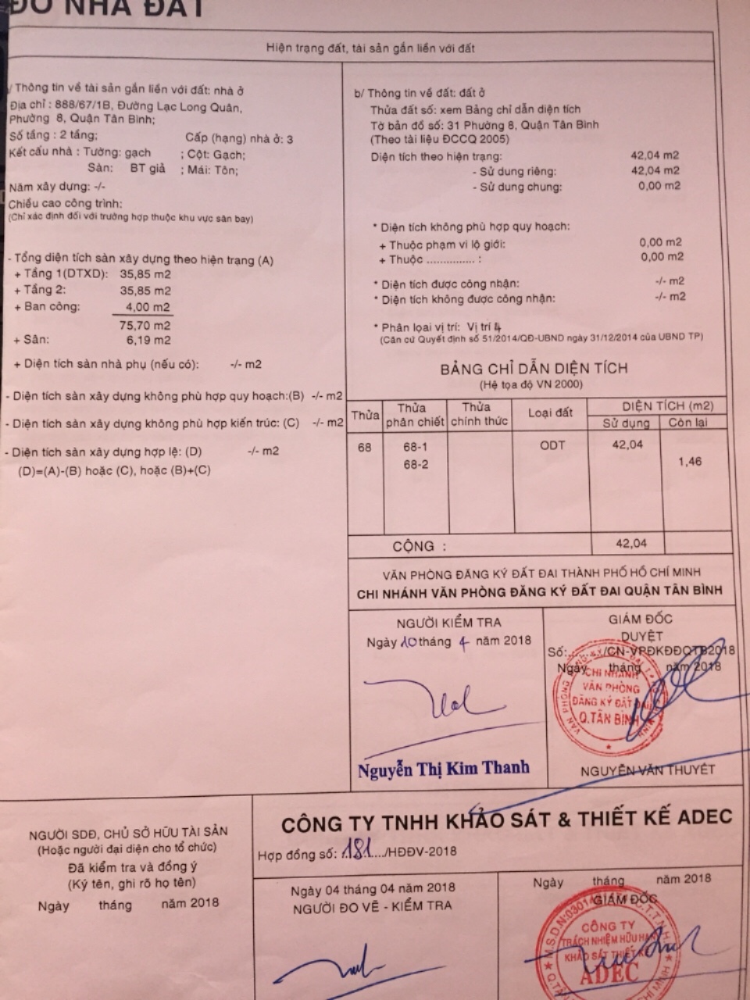 ĐỒ NHÀ ĐẤT
Hiện trạng đất, tài sản gắn liền với đất
/ Thông tin về tài sản gắn liền với đất: nhà ở
Địa chỉ : 888/67/1B, Đường Lạc Long Quân,
Phường 8, Quận Tân Bình;
Số tầng : 2 tầng; Cấp (hạng) nhà ở: 3
Kết cấu nhà : Tường: gạch ; Cột: Gạch;
Sàn: BT giả ; Mái: Tôn;
Năm xây dựng: -/-
Chiều cao công trình:
(Chỉ xác định đối với trường hợp thuộc khu vực sân bay)
- Tổng diện tích sàn xây dựng theo hiện trạng (A)
+ Tầng 1(DTXD): 35,85 m2
+ Tầng 2: 35,85 m2
+ Ban công: 4,00 m2
75,70 m2
+ Sân: 6,19 m2
+ Diện tích sàn nhà phụ (nếu có): -/- m2
- Diện tích sàn xây dựng không phù hợp quy hoạch:(B) -/- m2
- Diện tích sàn xây dựng không phù hợp kiến trúc: (C) -/- m2
- Diện tích sàn xây dựng hợp lệ: (D) -/- m2
(D)=(A)-(B) hoặc (C), hoặc (B)+(C)
b/ Thông tin về đất: đất ở
Thửa đất số: xem Bảng chỉ dẫn diện tích
Tờ bản đồ số: 31 Phường 8, Quận Tân Bình
(Theo tài liệu ĐCCQ 2005)
Diện tích theo hiện trạng: 42,04 m2
- Sử dung riêng: 42,04 m2
- Sử dung chung: 0,00 m2
* Diện tích không phù hợp quy hoạch:
+ Thuộc phạm vi lộ giới: 0,00 m2
+ Thuộc ............... : 0,00 m2
* Diện tích được công nhận: -/- m2
* Diện tích không được công nhận: -/- m2
* Phân loại vị trí: Vị trí 4
(Căn cứ Quyết định số 51/2014/QĐ-UBND ngày 31/12/2014 của UBND TP)
BẢNG CHỈ DẪN DIỆN TÍCH
(Hệ tọa độ VN 2000)
Thửa Thửa phân chiết Thửa chính thức Loại đất DIỆN TÍCH (m2)
Sử dụng Còn lại
68 68-1 ODT 42,04
68-2 1,46
CỘNG : 42,04
VĂN PHÒNG ĐĂNG KÝ ĐẤT ĐAI THÀNH PHỐ HỒ CHÍ MINH
CHI NHÁNH VĂN PHÒNG ĐĂNG KÝ ĐẤT ĐAI QUẬN TÂN BÌNH
NGƯỜI KIỂM TRA
Ngày 10 tháng 4 năm 2018
Nguyễn Thị Kim Thanh
GIÁM ĐỐC
DUYỆT
Số:....../CN-VPĐKĐĐQTB2018
Ngày tháng năm 2018
CHI NHÁNH
VĂN PHÒNG
ĐĂNG KÝ ĐẤT ĐAI
Q.TÂN BÌNH
NGUYỄN VĂN THUYẾT
NGƯỜI SDĐ, CHỦ SỞ HỮU TÀI SẢN
(Hoặc người đại diện cho tổ chức)
Đã kiểm tra và đồng ý
(Ký tên, ghi rõ họ tên)
Ngày tháng năm 2018
CÔNG TY TNHH KHẢO SÁT & THIẾT KẾ ADEC
Hợp đồng số: 181..../HĐDV-2018
Ngày 04 tháng 04 năm 2018
NGƯỜI ĐO VẼ - KIỂM TRA
Ngày tháng năm 2018
GIÁM ĐỐC
CÔNG TY
TRÁCH NHIỆM HỮU HẠN
KHẢO SÁT THIẾT KẾ
ADEC